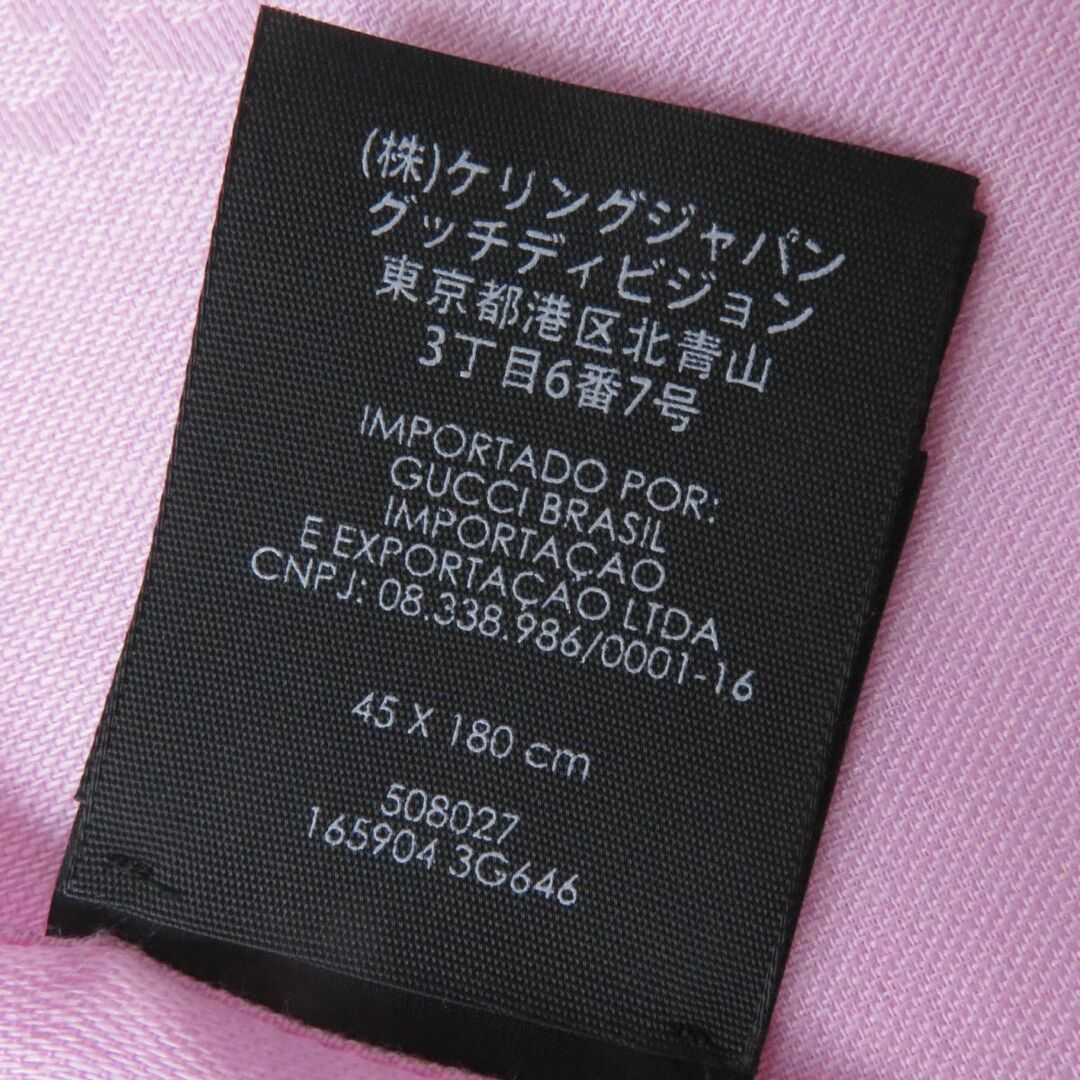 (株)ケリングジャパン
グッチディビジョン
東京都港区北青山
3丁目6番7号
IMPORTADO POR:
GUCCI BRASIL
IMPORTAÇAO
E EXPORTAÇAO LTDA
CNPJ: 08.338.986/0001-16
45 X 180 cm
508027
165904 3G646